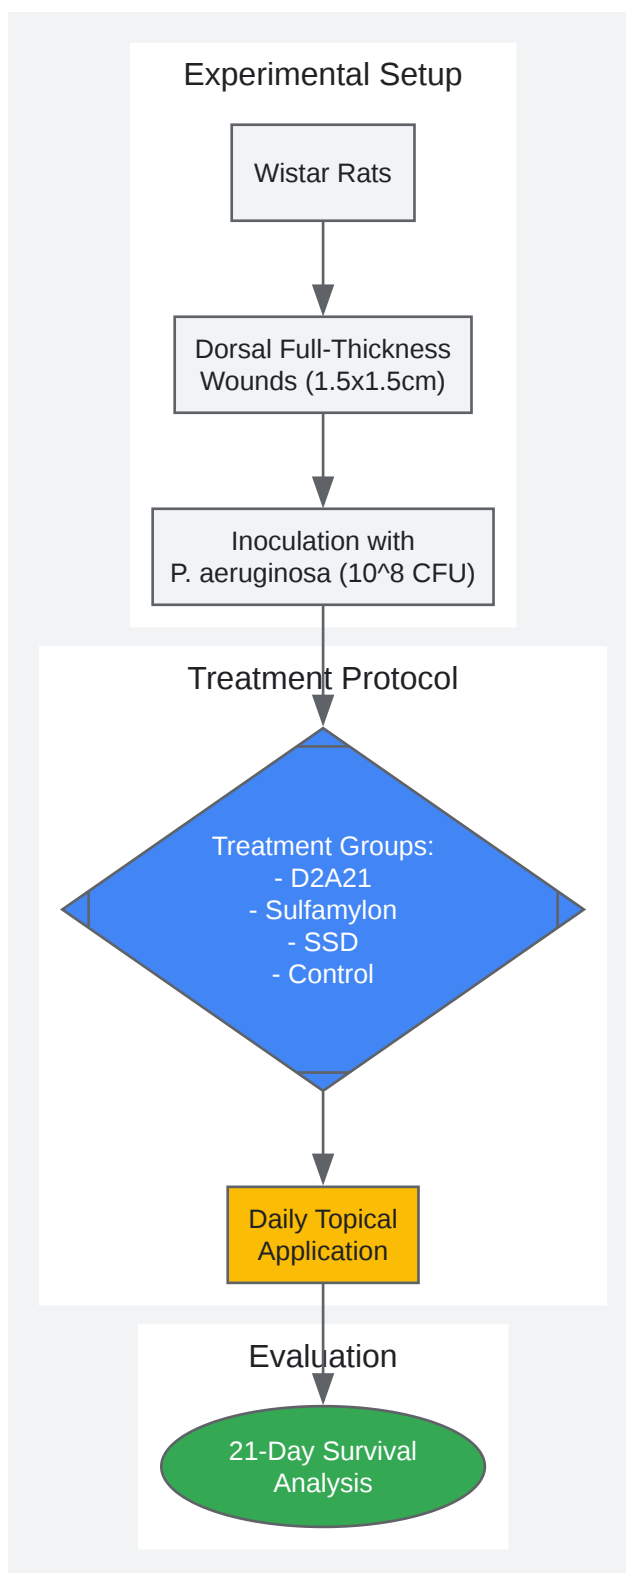 Experimental Setup
Wistar Rats
Dorsal Full-Thickness
Wounds (1.5x1.5cm)
Inoculation with
P. aeruginosa (10^8 CFU)
Treatment Protocol
Treatment Groups:
- D2A21
- Sulfamylon
- SSD
- Control
Daily Topical
Application
Evaluation
21-Day Survival
Analysis